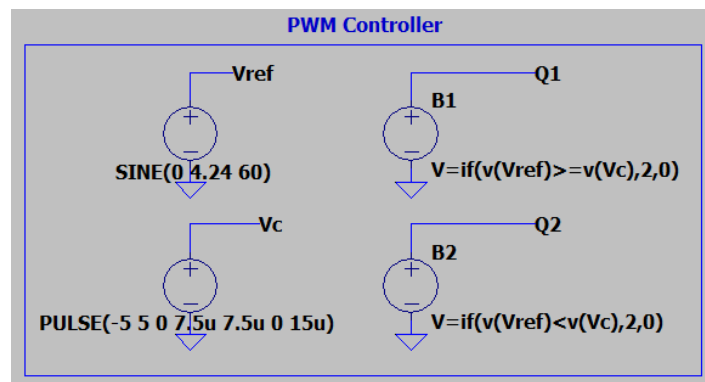 PWM Controller
Vref
Q1
B1
SINE(0 4.24 60)
V=if(v(Vref)>=v(Vc),2,0)
Vc
Q2
B2
PULSE(-5 5 0 7.5u 7.5u 0 15u)
V=if(v(Vref)<v(Vc),2,0)